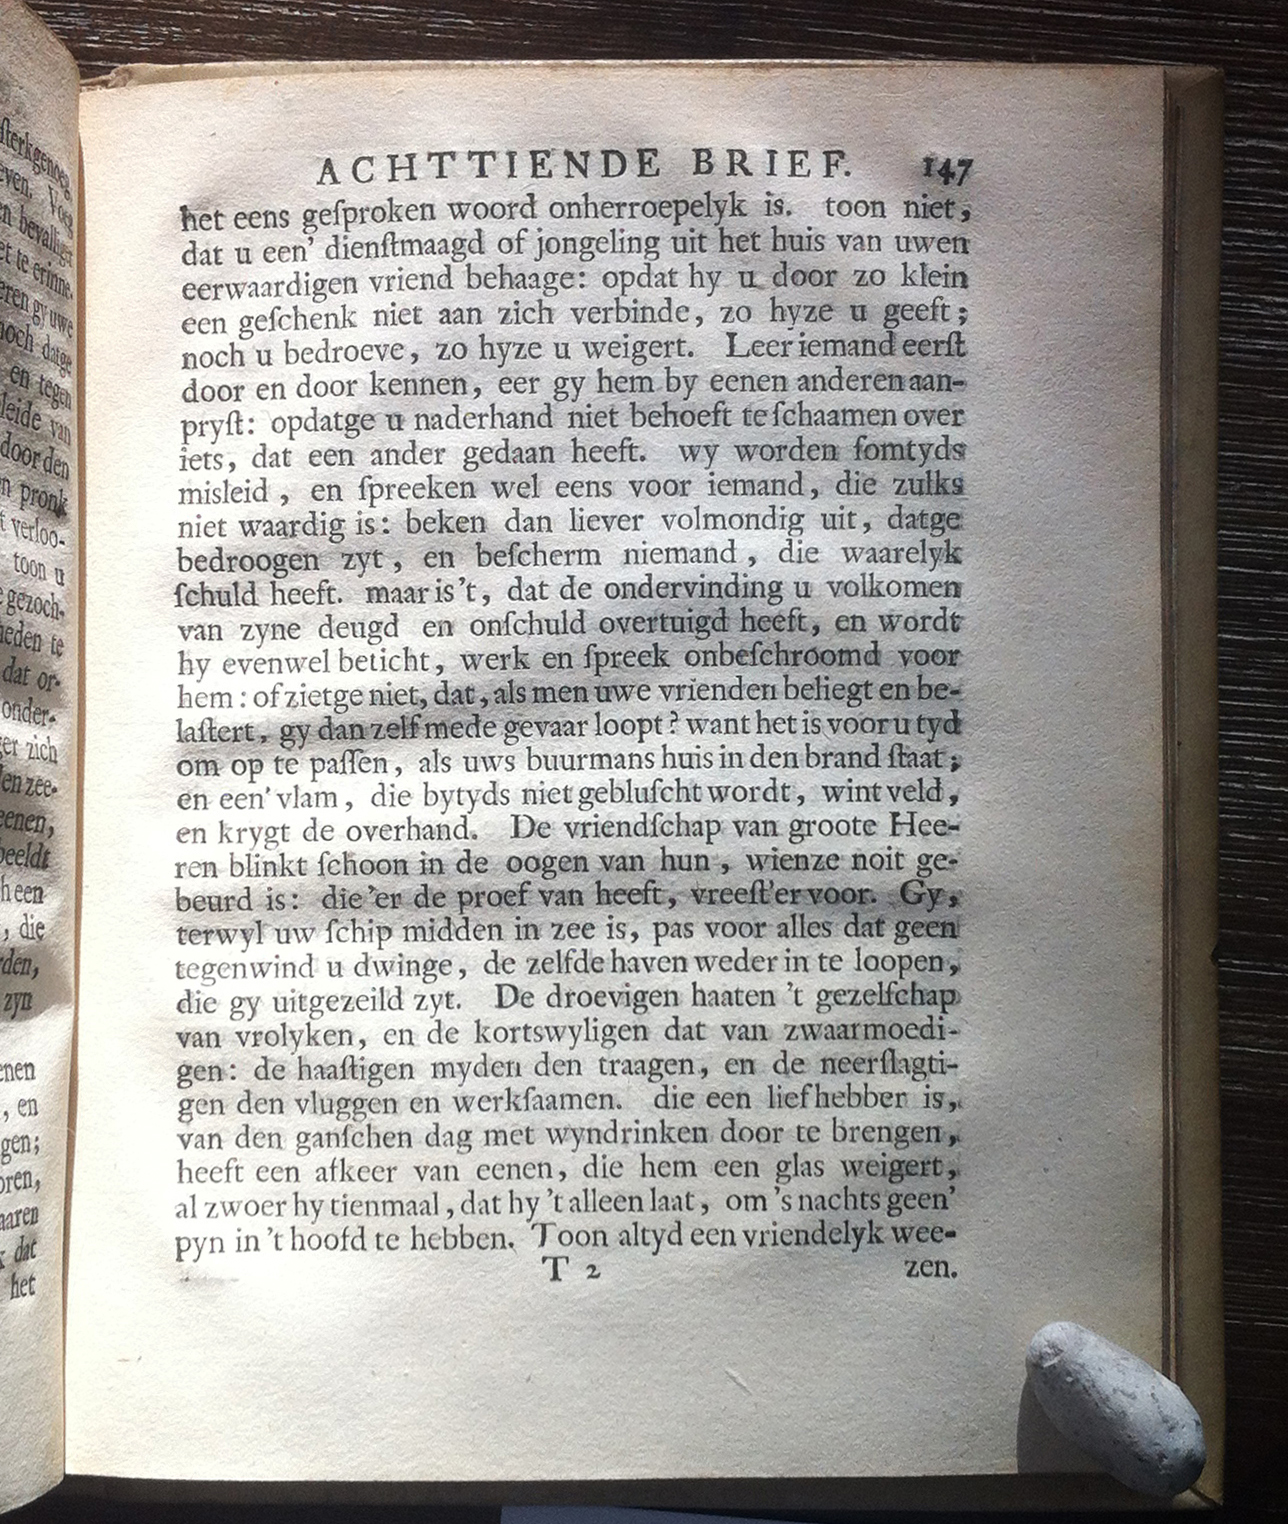 ACHTTIENDE BRIEF. 147
het eens geſproken woord onherroepelyk is. toon niet,
dat u een' dienſtmaagd of jongeling uit het huis van uwen
eerwaardigen vriend behaage: opdat hy u door zo klein
een geſchenk niet aan zich verbinde, zo hyze u geeft;
noch u bedroeve, zo hyze u weigert. Leer iemand eerſt
door en door kennen, eer gy hem by eenen anderen aan-
pryſt: opdatge u naderhand niet behoeft te ſchaamen over
iets, dat een ander gedaan heeft. wy worden ſomtyds
misleid, en ſpreeken wel eens voor iemand, die zulks
niet waardig is: beken dan liever volmondig uit, datge
bedroogen zyt, en beſcherm niemand, die waarelyk
ſchuld heeft. maar is 't, dat de ondervinding u volkomen
van zyne deugd en onſchuld overtuigd heeft, en wordt
hy evenwel beticht, werk en ſpreek onbeſchroomd voor
hem: of zietge niet, dat, als men uwe vrienden beliegt en be-
laſtert, gy dan zelf mede gevaar loopt? want het is voor u tyd
om op te paſſen, als uws buurmans huis in den brand ſtaat;
en een' vlam, die bytyds niet gebluſcht wordt, wint veld,
en krygt de overhand. De vriendſchap van groote Hee-
ren blinkt ſchoon in de oogen van hun, wienze noit ge-
beurd is: die 'er de proef van heeft, vreeſt 'er voor. Gy,
terwyl uw ſchip midden in zee is, pas voor alles dat geen
tegenwind u dwinge, de zelfde haven weder in te loopen,
die gy uitgezeild zyt. De droevigen haaten 't gezelſchap
van vrolyken, en de kortswyligen dat van zwaarmoedi-
gen: de haaſtigen myden den traagen, en de neerſlagti-
gen den vluggen en werkſaamen. die een liefhebber is,
van den ganſchen dag met wyndrinken door te brengen,
heeft een afkeer van eenen, die hem een glas weigert,
al zwoer hy tienmaal, dat hy 't alleen laat, om 's nachts geen'
pyn in 't hoofd te hebben. Toon altyd een vriendelyk wee-
T 2 zen.